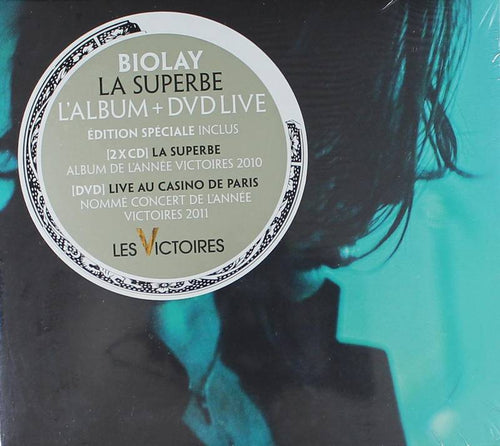 BIOLAY
LA SUPERBE
L'ALBUM + DVD LIVE
ÉDITION SPÉCIALE INCLUS
[2 X CD] LA SUPERBE
ALBUM DE L'ANNÉE VICTOIRES 2010
[DVD] LIVE AU CASINO DE PARIS
NOMMÉ CONCERT DE L'ANNÉE
VICTOIRES 2011
LES VICTOIRES